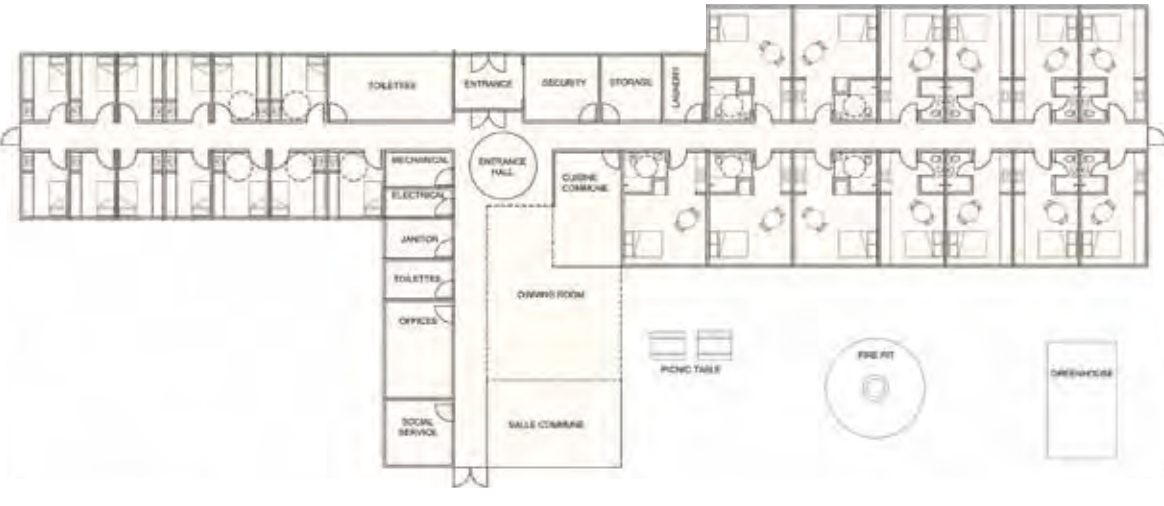 TOILETTES
ENTRANCE
SECURITY
STORAGE
LAUNDRY
MECHANICAL
ENTRANCE
HALL
CUISINE
COMMUNE
ELECTRICAL
JANITOR
TOILETTES
DINNING ROOM
OFFICES
FIRE PIT
PICNIC TABLE
GREENHOUSE
SOCIAL
SERVICE
SALLE COMMUNE